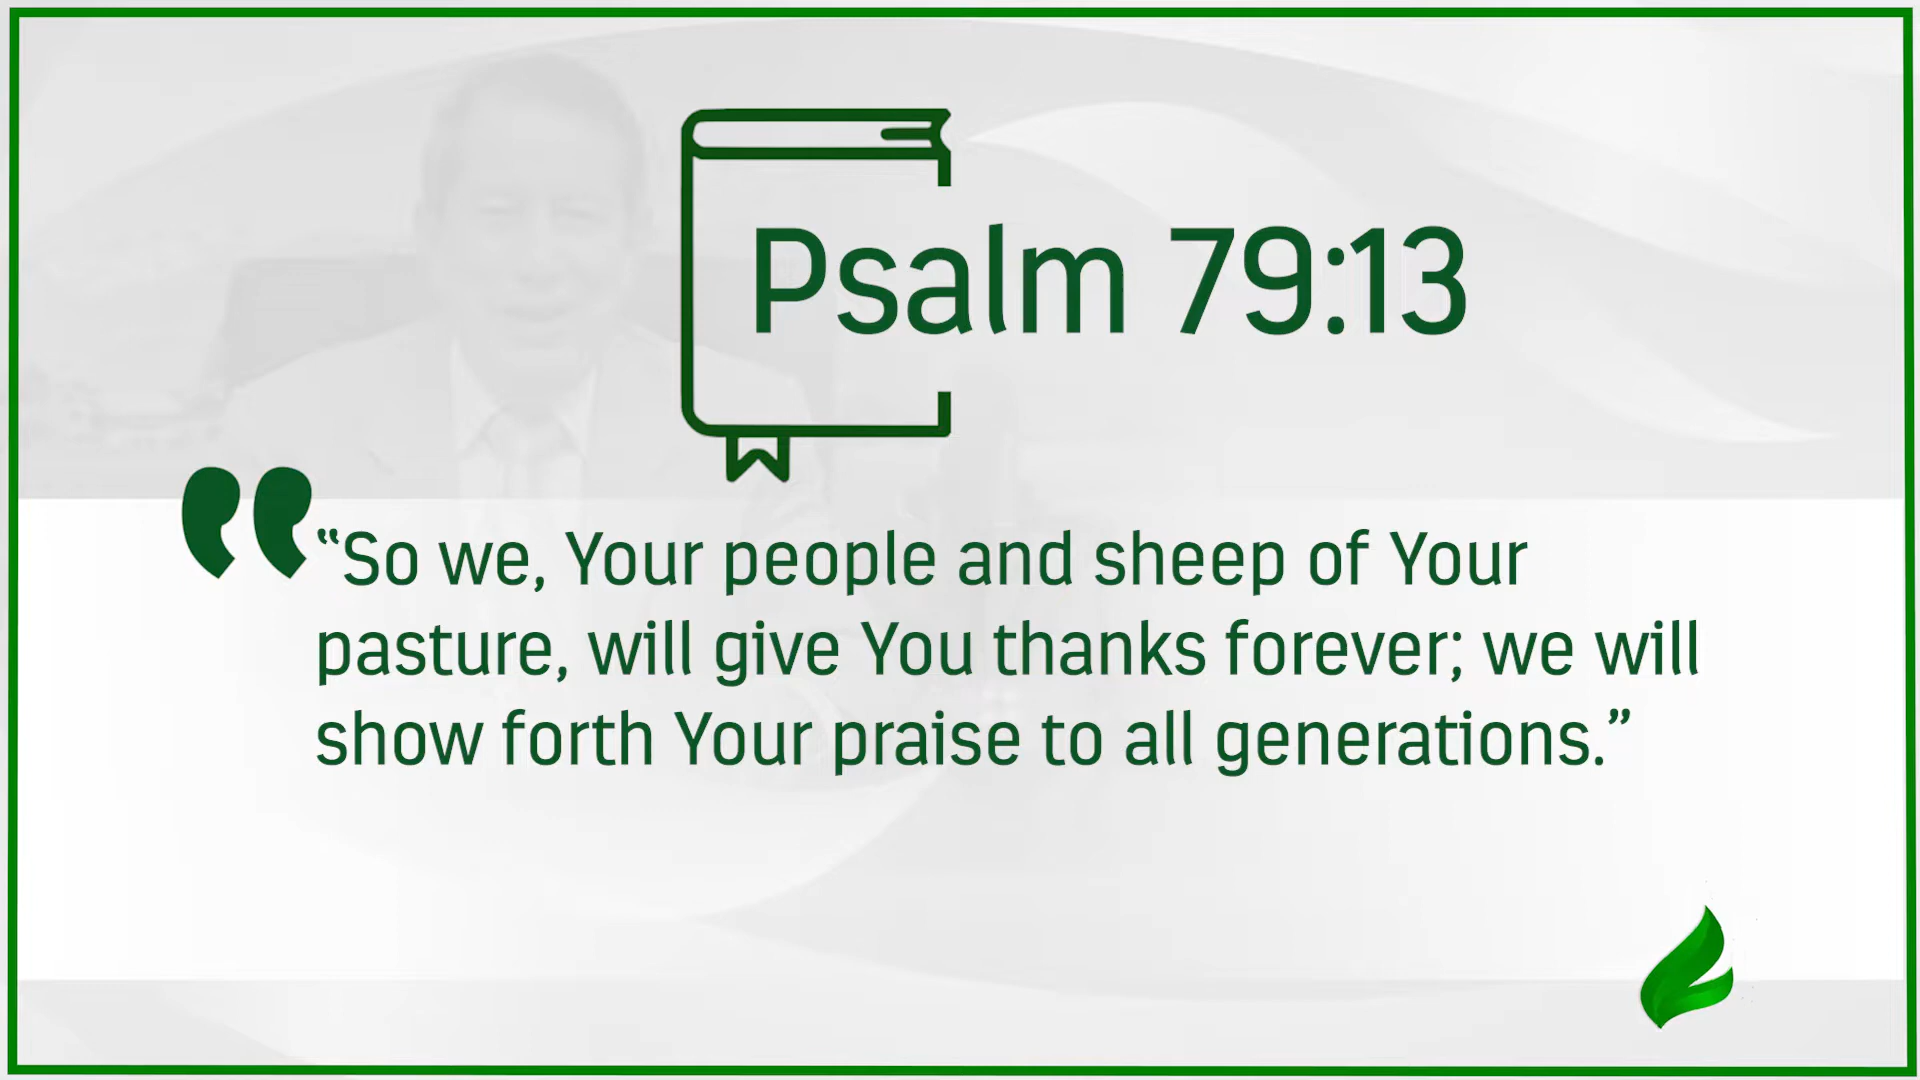 Psalm 79:13
“So we, Your people and sheep of Your
pasture, will give You thanks forever; we will
show forth Your praise to all generations.”